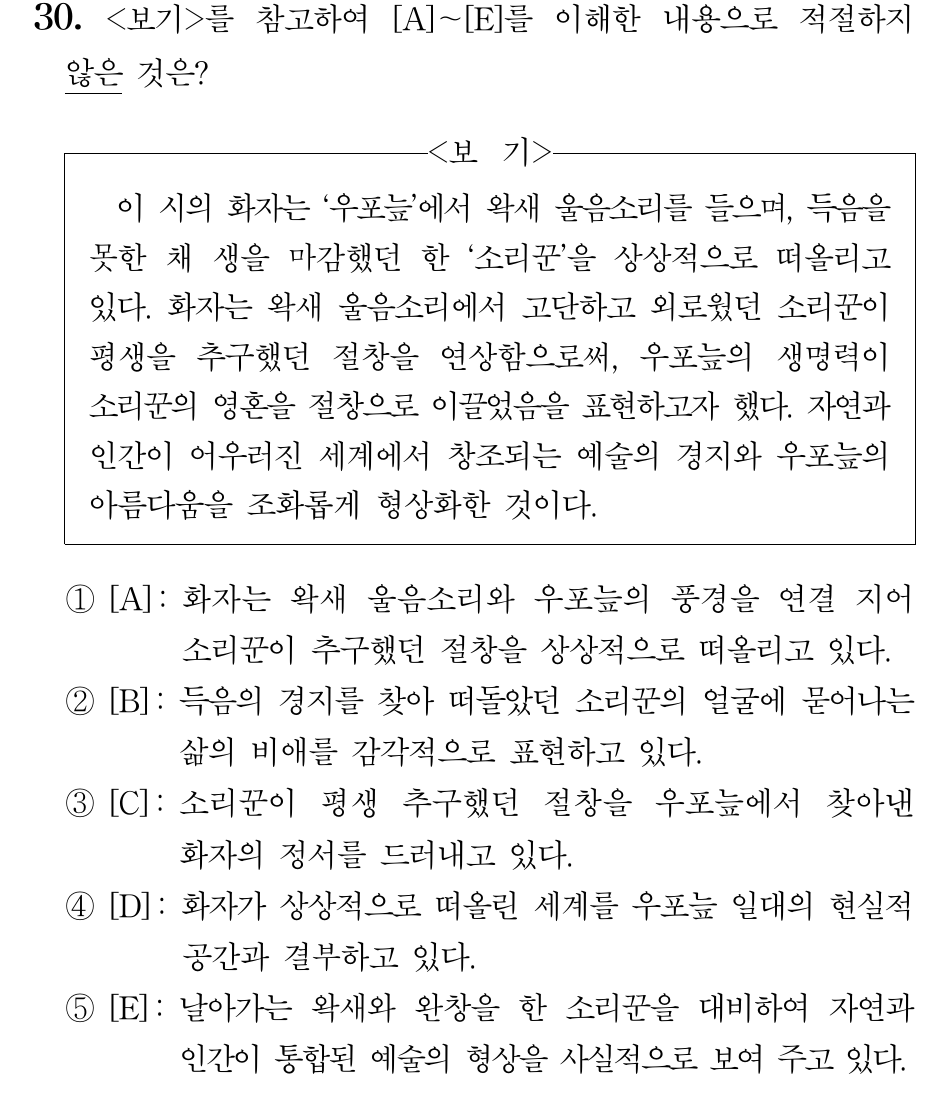 30. <보기>를 참고하여 [A]~[E]를 이해한 내용으로 적절하지
않은 것은?
<보 기>
이 시의 화자는 ‘우포늪’에서 왁새 울음소리를 들으며, 득음을
못한 채 생을 마감했던 한 ‘소리꾼’을 상상적으로 떠올리고
있다. 화자는 왁새 울음소리에서 고단하고 외로웠던 소리꾼이
평생을 추구했던 절창을 연상함으로써, 우포늪의 생명력이
소리꾼의 영혼을 절창으로 이끌었음을 표현하고자 했다. 자연과
인간이 어우러진 세계에서 창조되는 예술의 경지와 우포늪의
아름다움을 조화롭게 형상화한 것이다.
① [A]: 화자는 왁새 울음소리와 우포늪의 풍경을 연결 지어
소리꾼이 추구했던 절창을 상상적으로 떠올리고 있다.
② [B]: 득음의 경지를 찾아 떠돌았던 소리꾼의 얼굴에 묻어나는
삶의 비애를 감각적으로 표현하고 있다.
③ [C]: 소리꾼이 평생 추구했던 절창을 우포늪에서 찾아낸
화자의 정서를 드러내고 있다.
④ [D]: 화자가 상상적으로 떠올린 세계를 우포늪 일대의 현실적
공간과 결부하고 있다.
⑤ [E]: 날아가는 왁새와 완창을 한 소리꾼을 대비하여 자연과
인간이 통합된 예술의 형상을 사실적으로 보여 주고 있다.